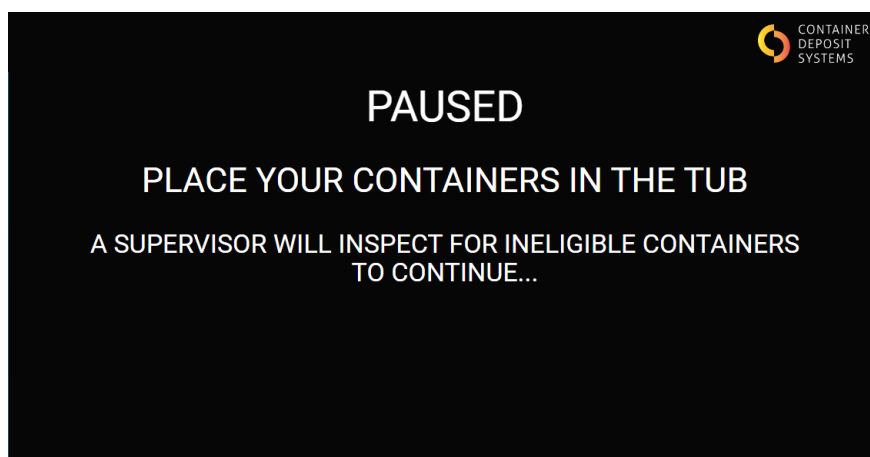 CONTAINER
DEPOSIT
SYSTEMS
PAUSED
PLACE YOUR CONTAINERS IN THE TUB
A SUPERVISOR WILL INSPECT FOR INELIGIBLE CONTAINERS
TO CONTINUE...